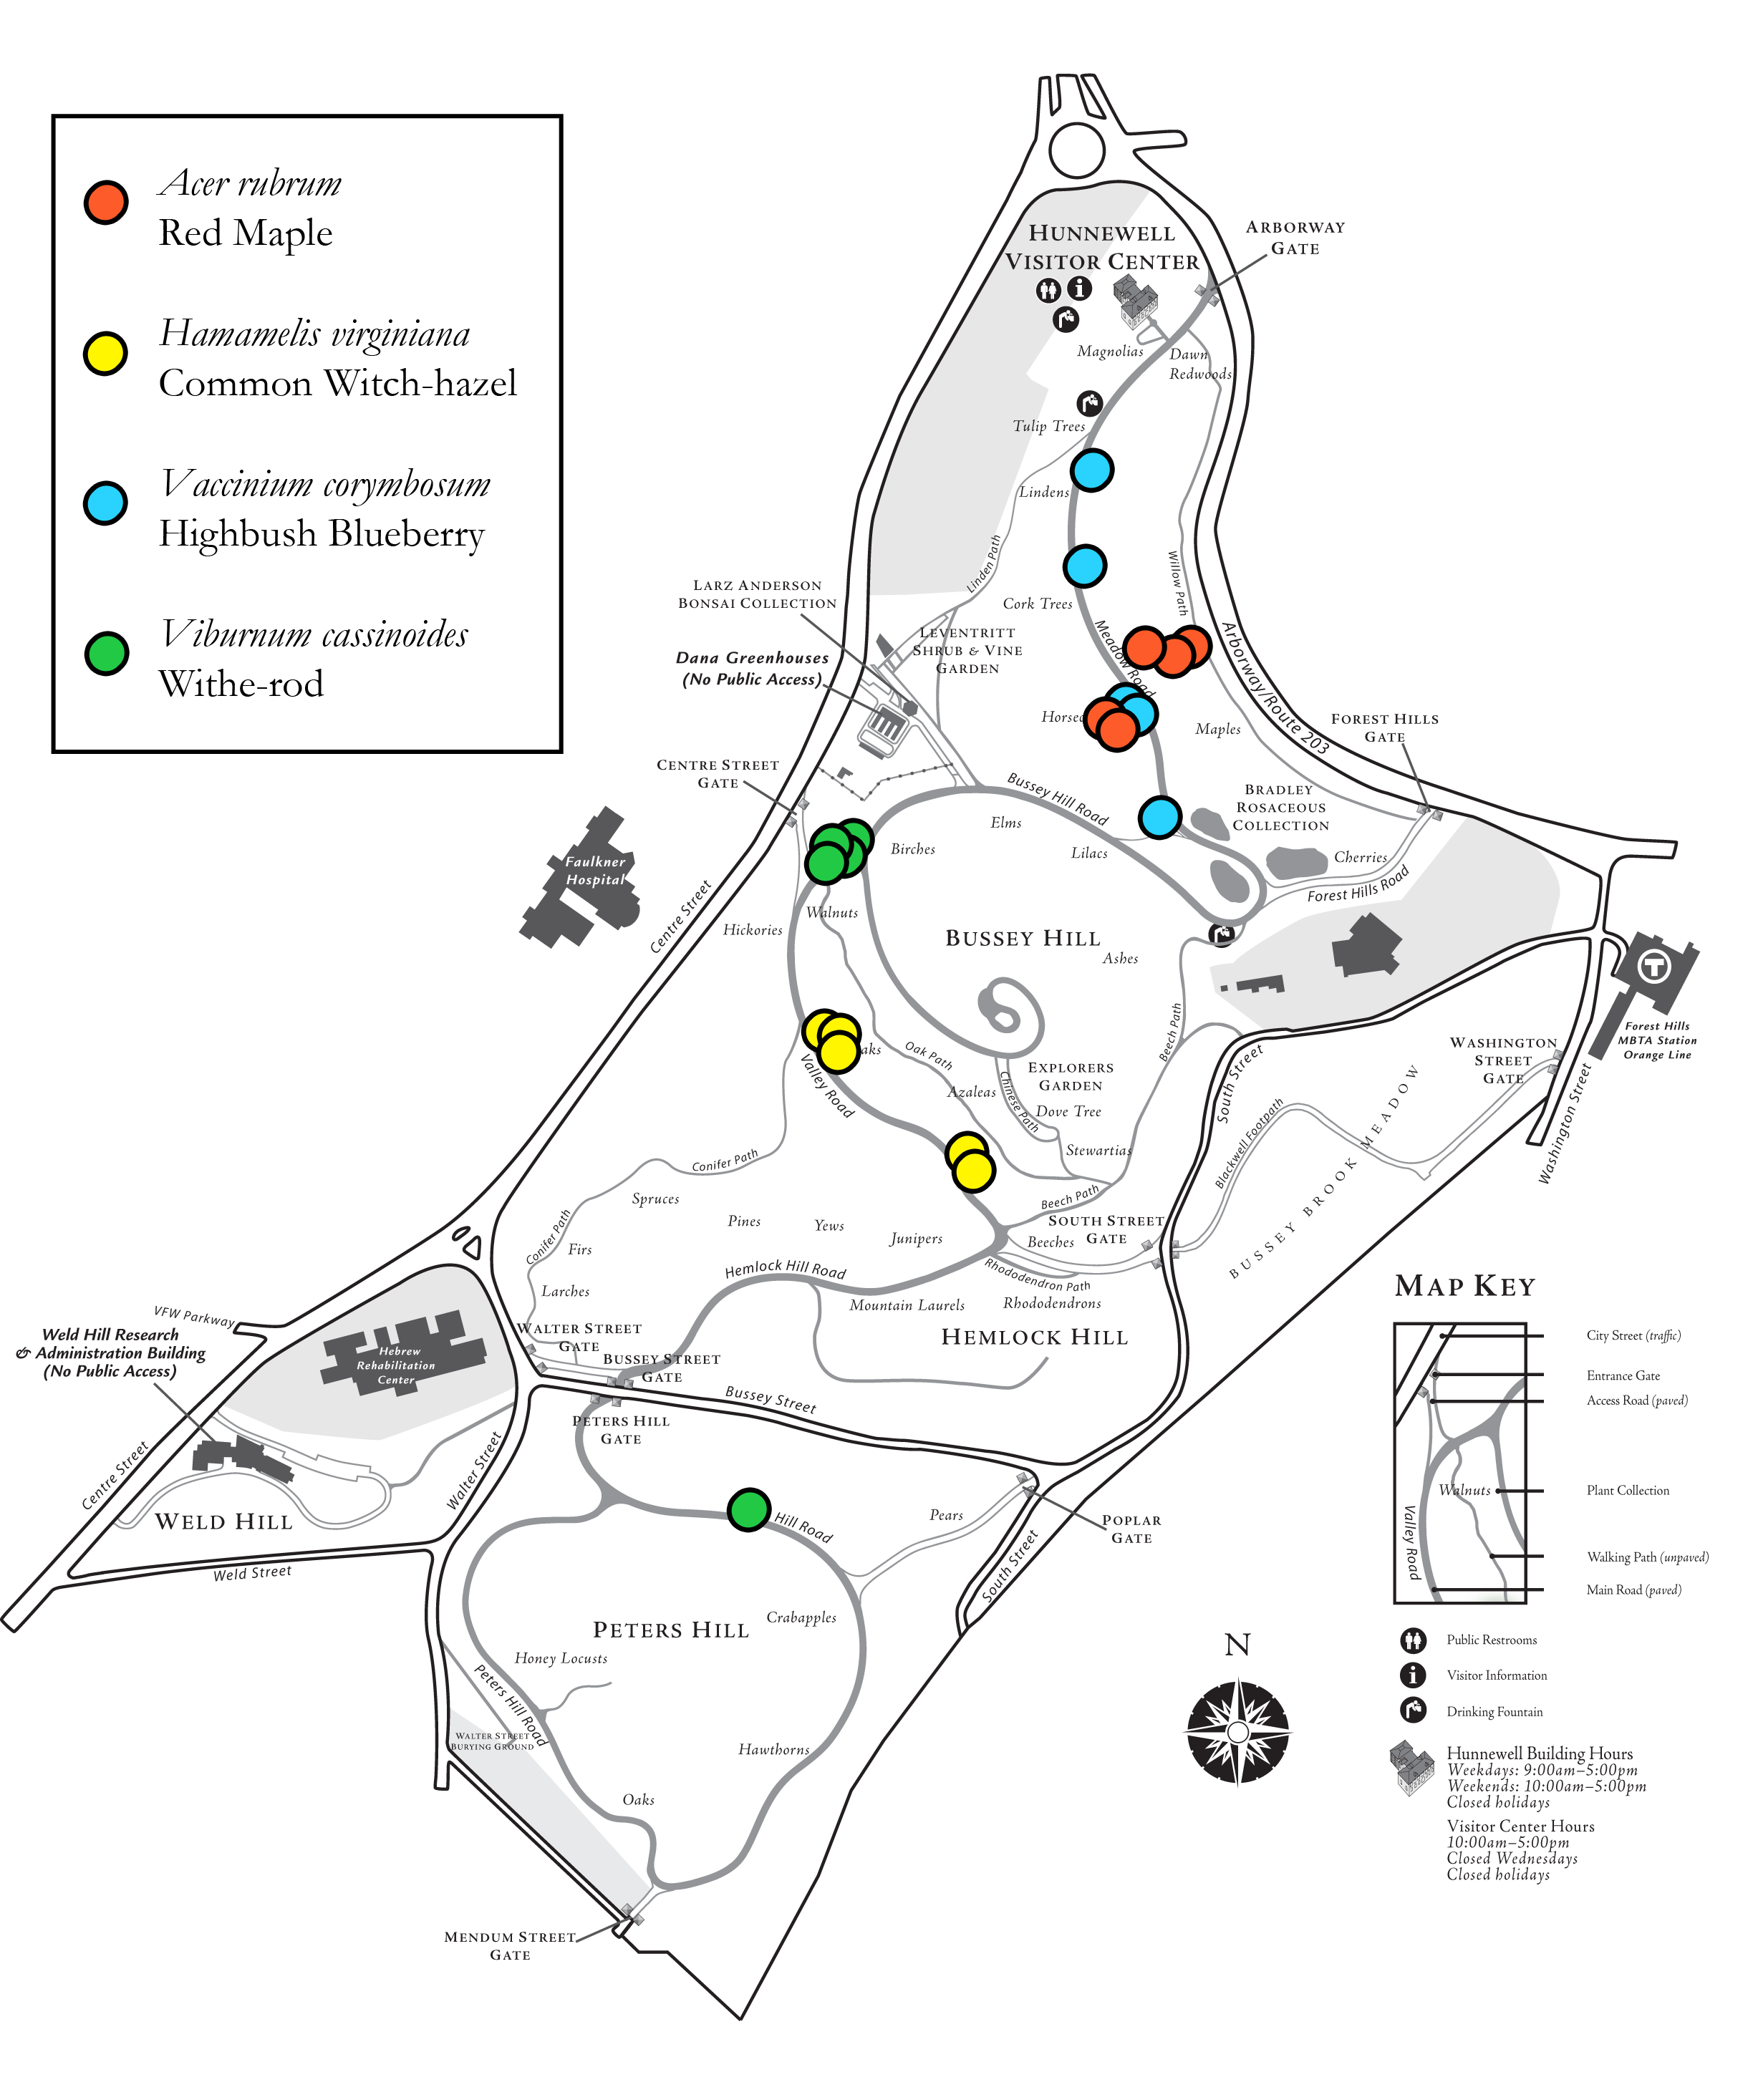 Acer rubrum
Red Maple
Hamamelis virginiana
Common Witch-hazel
Vaccinium corymbosum
Highbush Blueberry
Viburnum cassinoides
Withe-rod
HUNNEWELL
VISITOR CENTER
ARBORWAY
GATE
Magnolias
Dawn
Redwoods
Tulip Trees
Lindens
Linden Path
Willow Path
Cork Trees
LARZ ANDERSON
BONSAI COLLECTION
LEVENTRITT
SHRUB & VINE
GARDEN
Dana Greenhouses
(No Public Access)
Meadow Road
Arborway/Route 203
Maples
FOREST HILLS
GATE
CENTRE STREET
GATE
Bussey Hill Road
BRADLEY
ROSACEOUS
COLLECTION
Elms
Lilacs
Birches
Cherries
Forest Hills Road
Faulkner
Hospital
Centre Street
Walnuts
Hickories
BUSSEY HILL
Ashes
Beech Path
Oak Path
Valley Road
EXPLORERS
GARDEN
Azaleas
Chinese Path
Dove Tree
Stewartias
South Street
WASHINGTON
STREET
GATE
Forest Hills
MBTA Station
Orange Line
Washington Street
Blackwell Footpath
BUSSEY BROOK MEADOW
Conifer Path
Spruces
Pines
Yews
Junipers
Beech Path
SOUTH STREET
GATE
Beeches
Conifer Path
Firs
Larches
Hemlock Hill Road
Rhododendron Path
Mountain Laurels
Rhododendrons
HEMLOCK HILL
VFW Parkway
Weld Hill Research
& Administration Building
(No Public Access)
Hebrew
Rehabilitation
Center
WALTER STREET
GATE
BUSSEY STREET
GATE
Bussey Street
PETERS HILL
GATE
Centre Street
Walter Street
WELD HILL
Weld Street
Hill Road
Pears
POPLAR
GATE
South Street
PETERS HILL
Crabapples
Honey Locusts
Peters Hill Road
WALTER STREET
BURYING GROUND
Hawthorns
Oaks
MENDUM STREET
GATE
MAP KEY
City Street (traffic)
Entrance Gate
Access Road (paved)
Walnuts
Plant Collection
Valley Road
Walking Path (unpaved)
Main Road (paved)
N
Public Restrooms
Visitor Information
Drinking Fountain
Hunnewell Building Hours
Weekdays: 9:00am–5:00pm
Weekends: 10:00am–5:00pm
Closed holidays
Visitor Center Hours
10:00am–5:00pm
Closed Wednesdays
Closed holidays